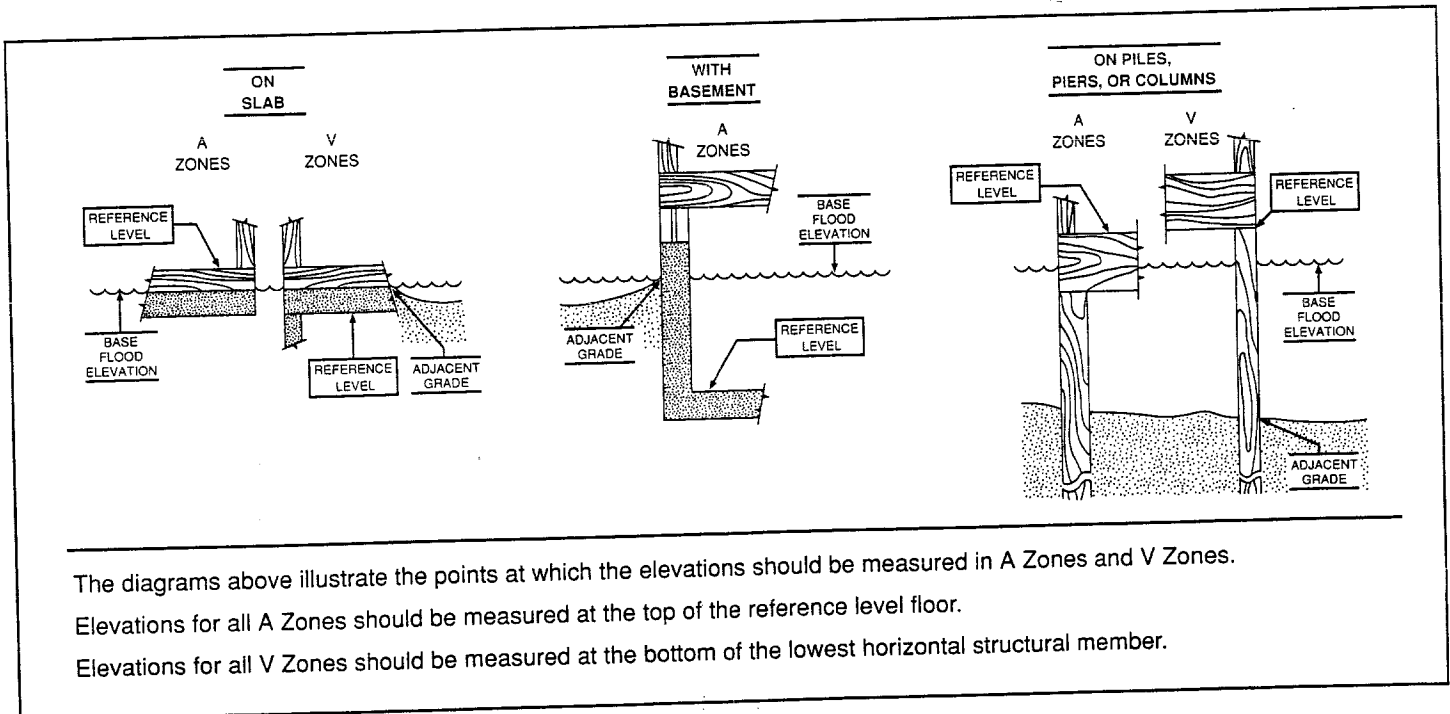 ON
SLAB
A
ZONES
V
ZONES
REFERENCE
LEVEL
BASE
FLOOD
ELEVATION
REFERENCE
LEVEL
ADJACENT
GRADE
WITH
BASEMENT
A
ZONES
BASE
FLOOD
ELEVATION
ADJACENT
GRADE
REFERENCE
LEVEL
ON PILES,
PIERS, OR COLUMNS
A
ZONES
V
ZONES
REFERENCE
LEVEL
REFERENCE
LEVEL
BASE
FLOOD
ELEVATION
ADJACENT
GRADE
The diagrams above illustrate the points at which the elevations should be measured in A Zones and V Zones.
Elevations for all A Zones should be measured at the top of the reference level floor.
Elevations for all V Zones should be measured at the bottom of the lowest horizontal structural member.